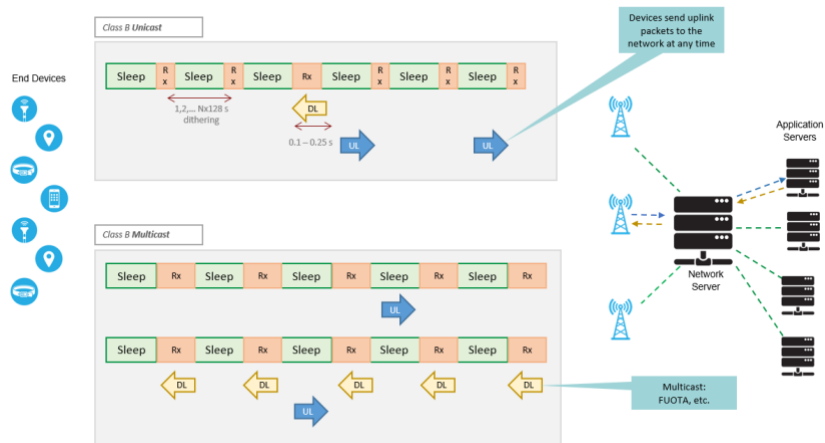 Class B Unicast
Devices send uplink
packets to the
network at any time
End Devices
Sleep
R
x
Sleep
R
x
Sleep
Rx
Sleep
R
x
Sleep
R
x
Sleep
R
x
1,2,... Nx128 s
dithering
DL
0.1 – 0.25 s
UL
UL
Application
Servers
Network
Server
Class B Multicast
Sleep
Rx
Sleep
Rx
Sleep
Rx
Sleep
Rx
Sleep
Rx
UL
Sleep
Rx
Sleep
Rx
Sleep
Rx
Sleep
Rx
Sleep
Rx
DL
DL
DL
DL
DL
UL
Multicast:
FUOTA, etc.